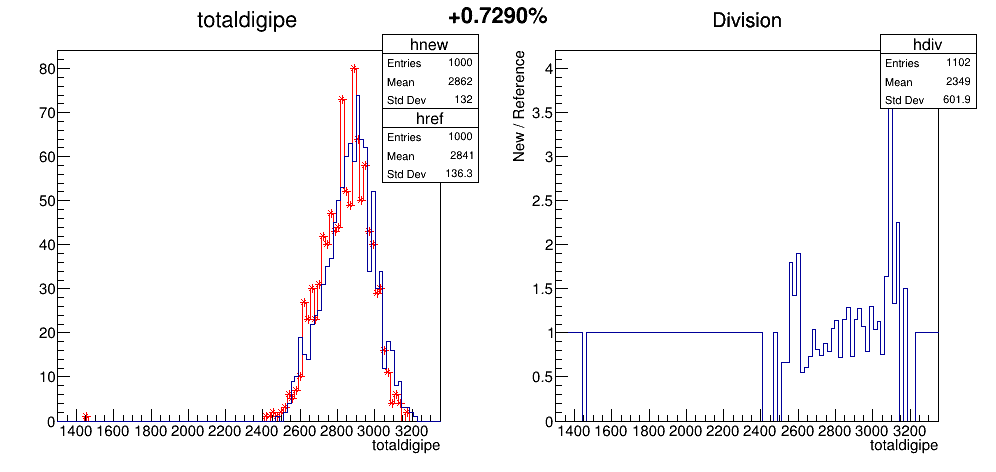 +0.7290%
totaldigipe
hnew
Entries 1000
Mean 2862
Std Dev 132
href
Entries 1000
Mean 2841
Std Dev 136.3
80
70
60
50
40
30
20
10
0
1400 1600 1800 2000 2200 2400 2600 2800 3000 3200
totaldigipe
Division
hdiv
Entries 1102
Mean 2349
Std Dev 601.9
New / Reference
4
3.5
3
2.5
2
1.5
1
0.5
0
1400 1600 1800 2000 2200 2400 2600 2800 3000 3200
totaldigipe